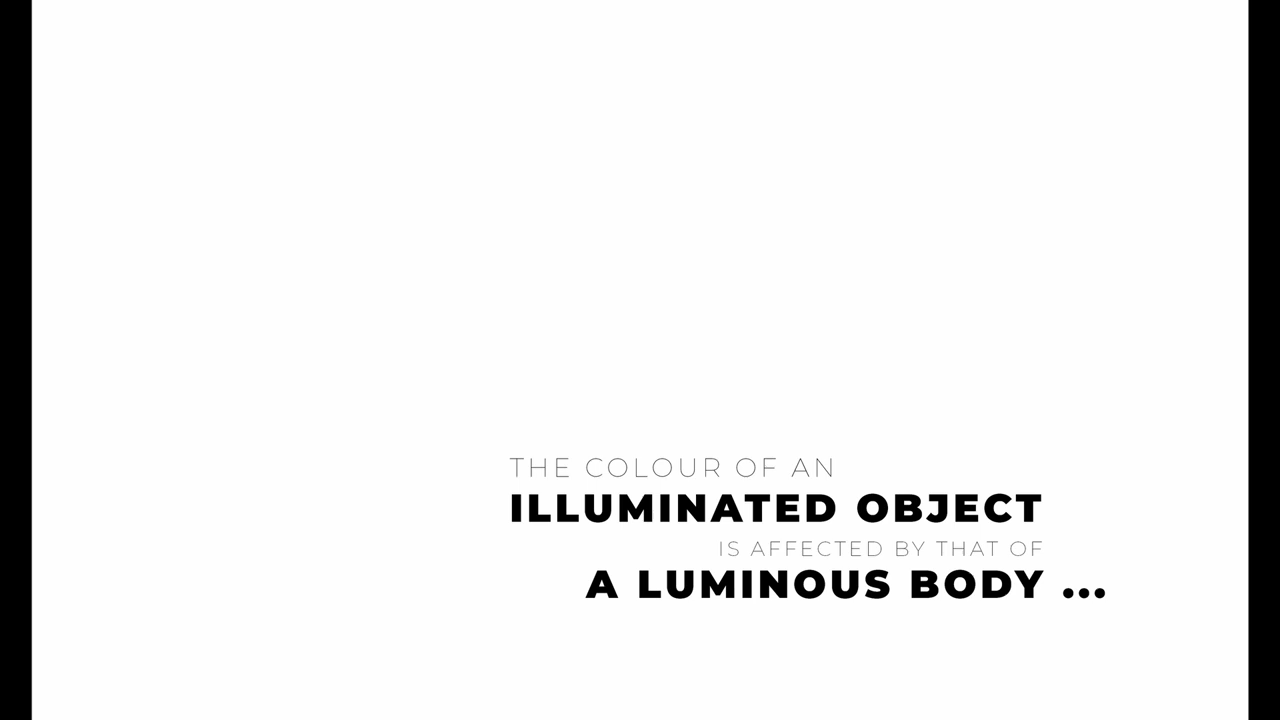 THE COLOUR OF AN
ILLUMINATED OBJECT
IS AFFECTED BY THAT OF
A LUMINOUS BODY ...